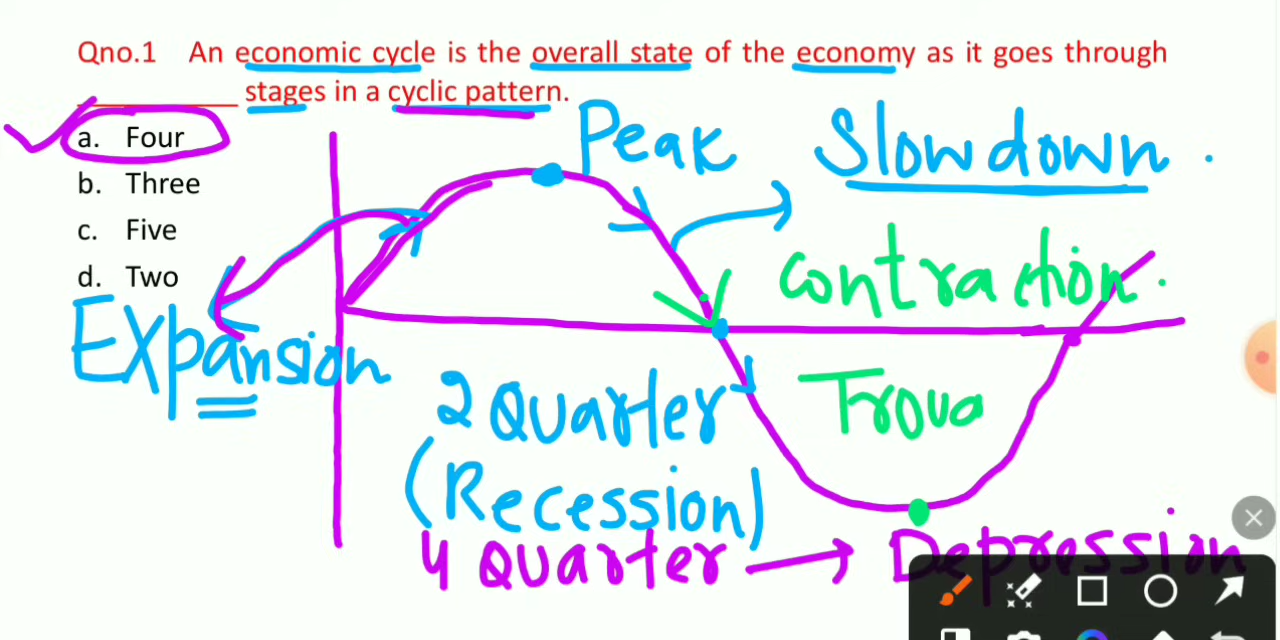 Qno.1 An economic cycle is the overall state of the economy as it goes through
__________ stages in a cyclic pattern.
a. Four
b. Three
c. Five
d. Two
Peak
Slowdown.
Contraction.
Expansion
2 Quarter
(Recession)
Troua
4 Quarter → Depression